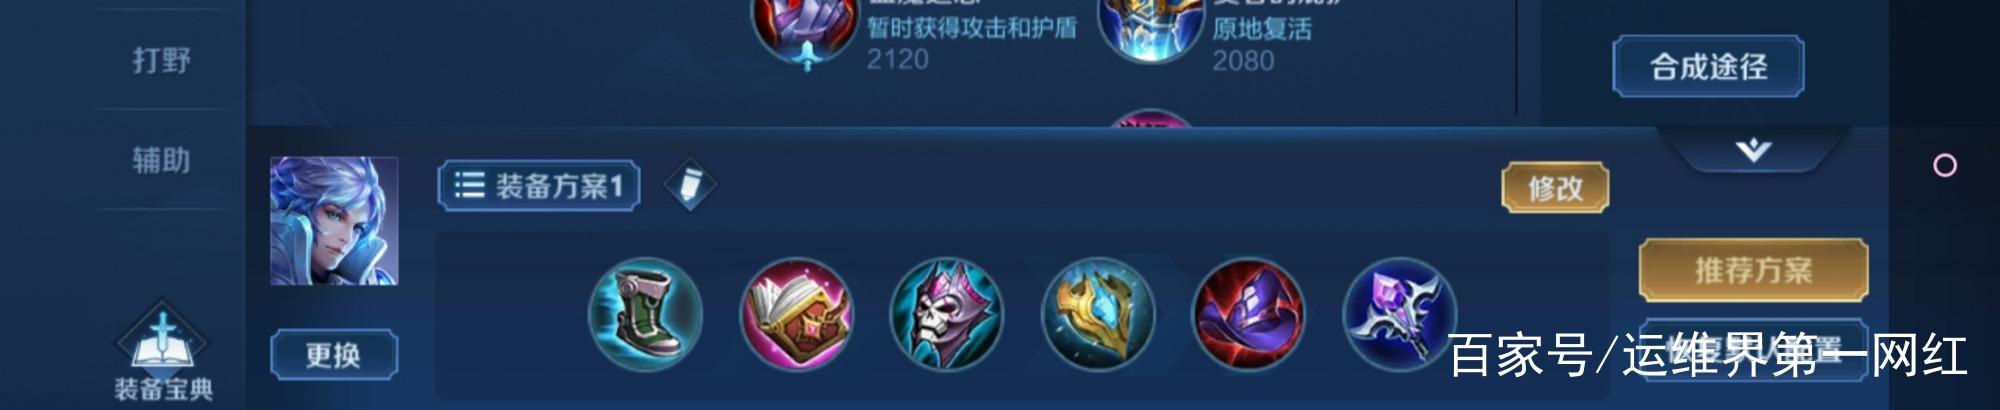 暂时获得攻击和护盾
2120
原地复活
2080
打野
合成途径
辅助
装备方案1
修改
推荐方案
更换
装备宝典
百家号/运维界第一网红